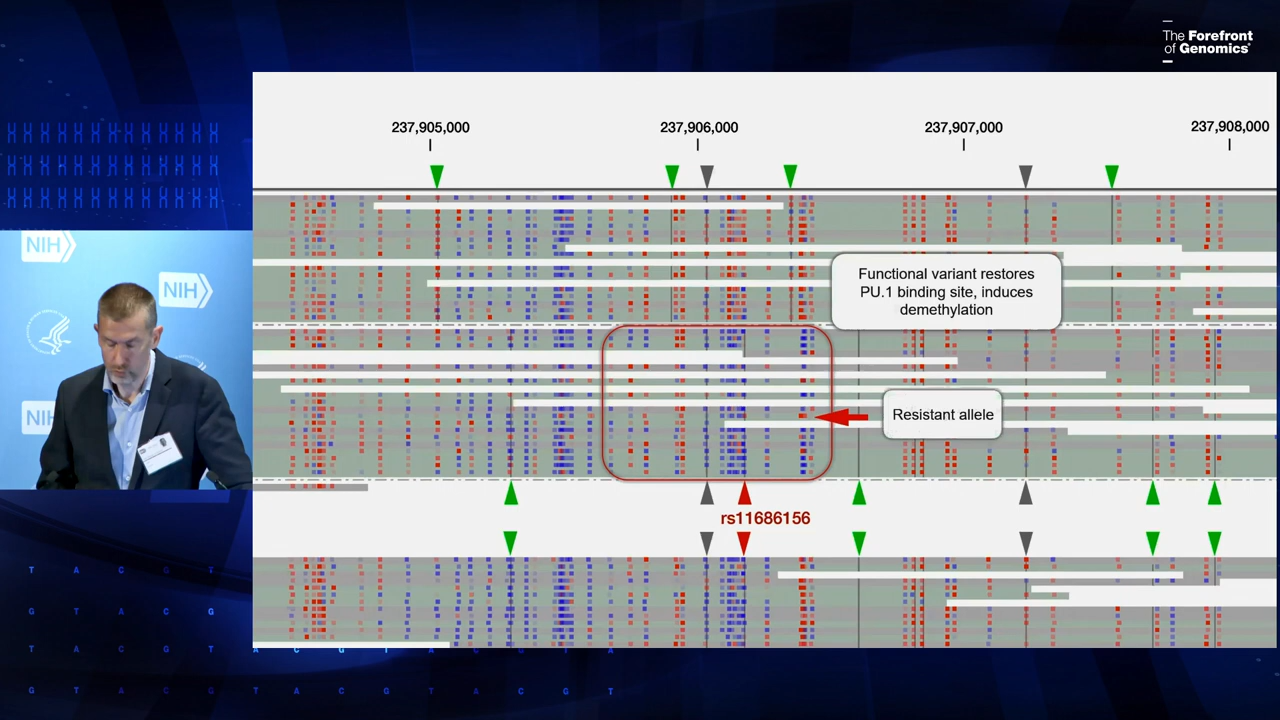 The Forefront
of Genomics®
237,905,000
237,906,000
237,907,000
237,908,000
Functional variant restores
PU.1 binding site, induces
demethylation
Resistant allele
rs11686156
NIH
NIH
NIH
T A C G T
G T A C G
T A C G T A C G T A C G T A
G T A C G T A C G T A C G T